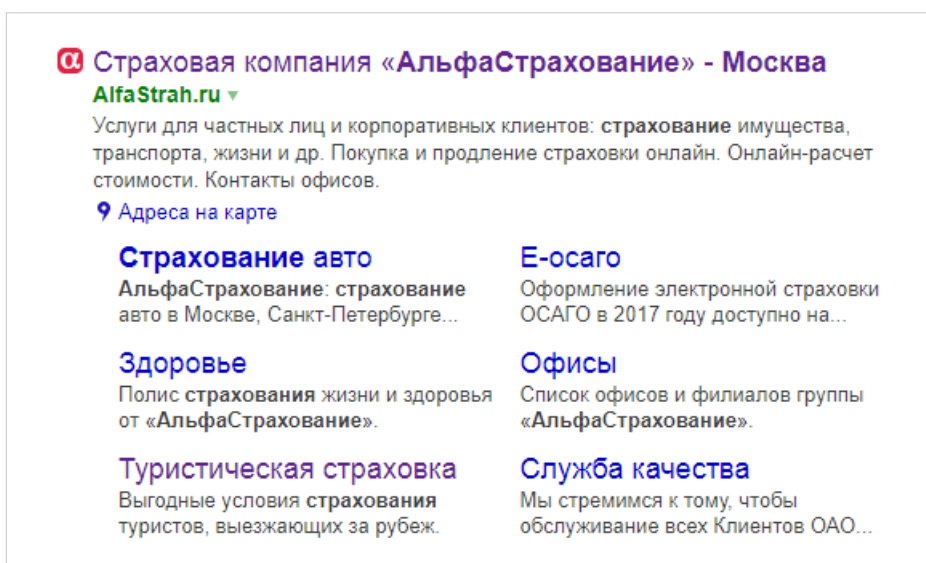 α Страховая компания «АльфаСтрахование» - Москва
AlfaStrah.ru
Услуги для частных лиц и корпоративных клиентов: страхование имущества,
транспорта, жизни и др. Покупка и продление страховки онлайн. Онлайн-расчет
стоимости. Контакты офисов.
Адреса на карте
Страхование авто
АльфаСтрахование: страхование
авто в Москве, Санкт-Петербурге...
Е-осаго
Оформление электронной страховки
ОСАГО в 2017 году доступно на...
Здоровье
Полис страхования жизни и здоровья
от «АльфаСтрахование».
Офисы
Список офисов и филиалов группы
«АльфаСтрахование».
Туристическая страховка
Выгодные условия страхования
туристов, выезжающих за рубеж.
Служба качества
Мы стремимся к тому, чтобы
обслуживание всех Клиентов ОАО...